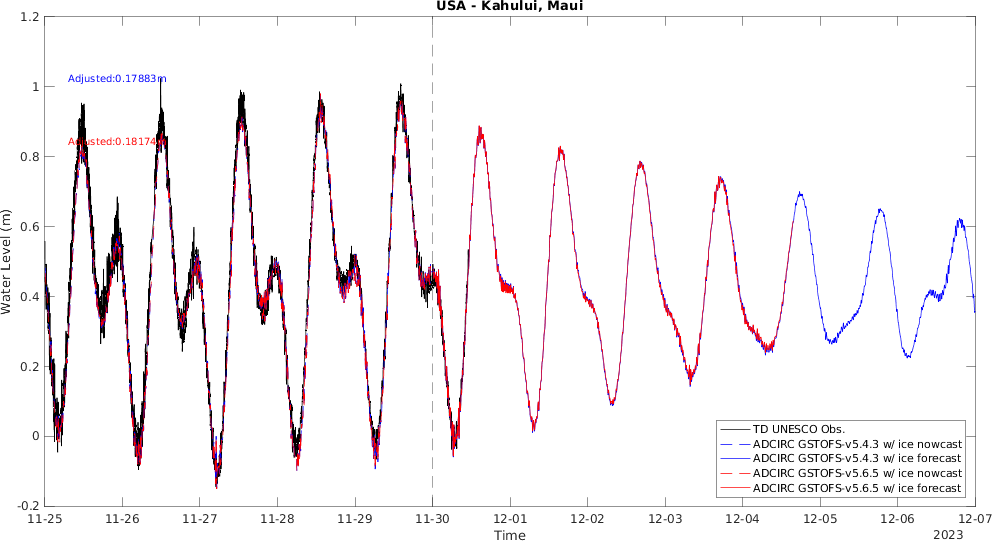 USA - Kahului, Maui
1.2
1
0.8
0.6
0.4
0.2
0
-0.2
Water Level (m)
Adjusted:0.17883m
Adjusted:0.18174m
TD UNESCO Obs.
ADCIRC GSTOFS-v5.4.3 w/ ice nowcast
ADCIRC GSTOFS-v5.4.3 w/ ice forecast
ADCIRC GSTOFS-v5.6.5 w/ ice nowcast
ADCIRC GSTOFS-v5.6.5 w/ ice forecast
11-25 11-26 11-27 11-28 11-29 11-30 12-01 12-02 12-03 12-04 12-05 12-06 12-07
Time
2023